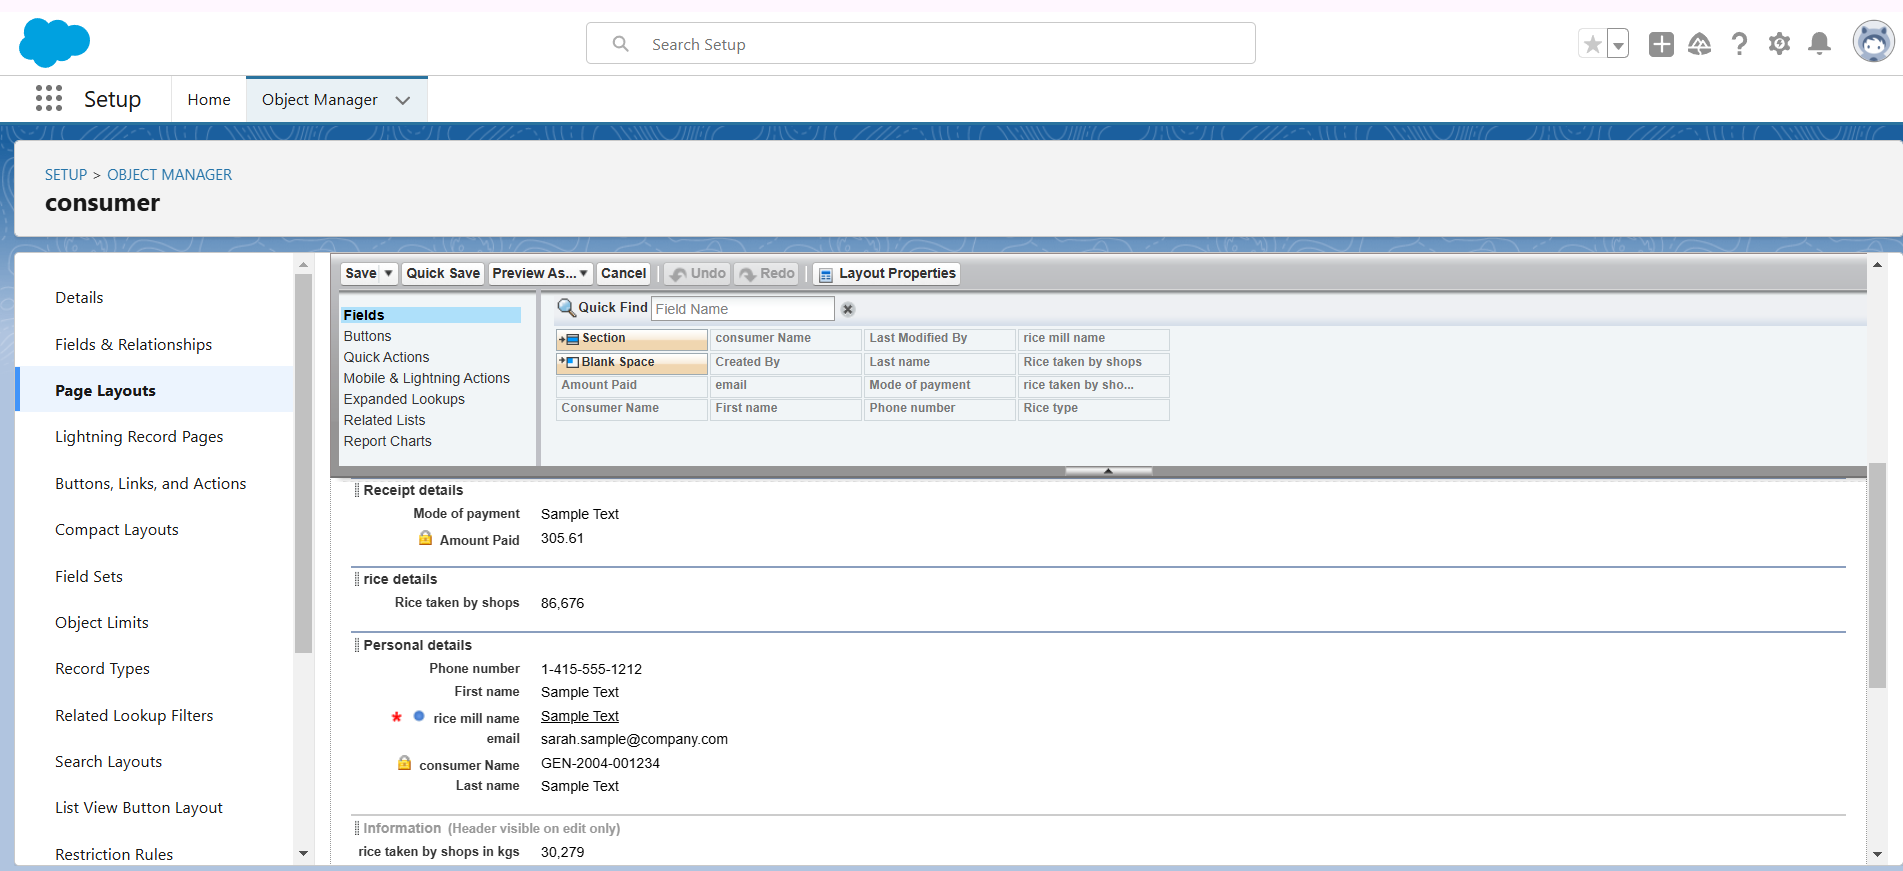 Search Setup
Setup
Home
Object Manager
SETUP > OBJECT MANAGER
consumer
Details
Fields & Relationships
Page Layouts
Lightning Record Pages
Buttons, Links, and Actions
Compact Layouts
Field Sets
Object Limits
Record Types
Related Lookup Filters
Search Layouts
List View Button Layout
Restriction Rules
Save Quick Save Preview As... Cancel Undo Redo Layout Properties
Fields
Buttons
Quick Actions
Mobile & Lightning Actions
Expanded Lookups
Related Lists
Report Charts
Quick Find Field Name
Section consumer Name Last Modified By rice mill name
Blank Space Created By Last name Rice taken by shops
Amount Paid email Mode of payment rice taken by sho...
Consumer Name First name Phone number Rice type
Receipt details
Mode of payment Sample Text
Amount Paid 305.61
rice details
Rice taken by shops 86,676
Personal details
Phone number 1-415-555-1212
First name Sample Text
* rice mill name Sample Text
email sarah.sample@company.com
consumer Name GEN-2004-001234
Last name Sample Text
Information (Header visible on edit only)
rice taken by shops in kgs 30,279